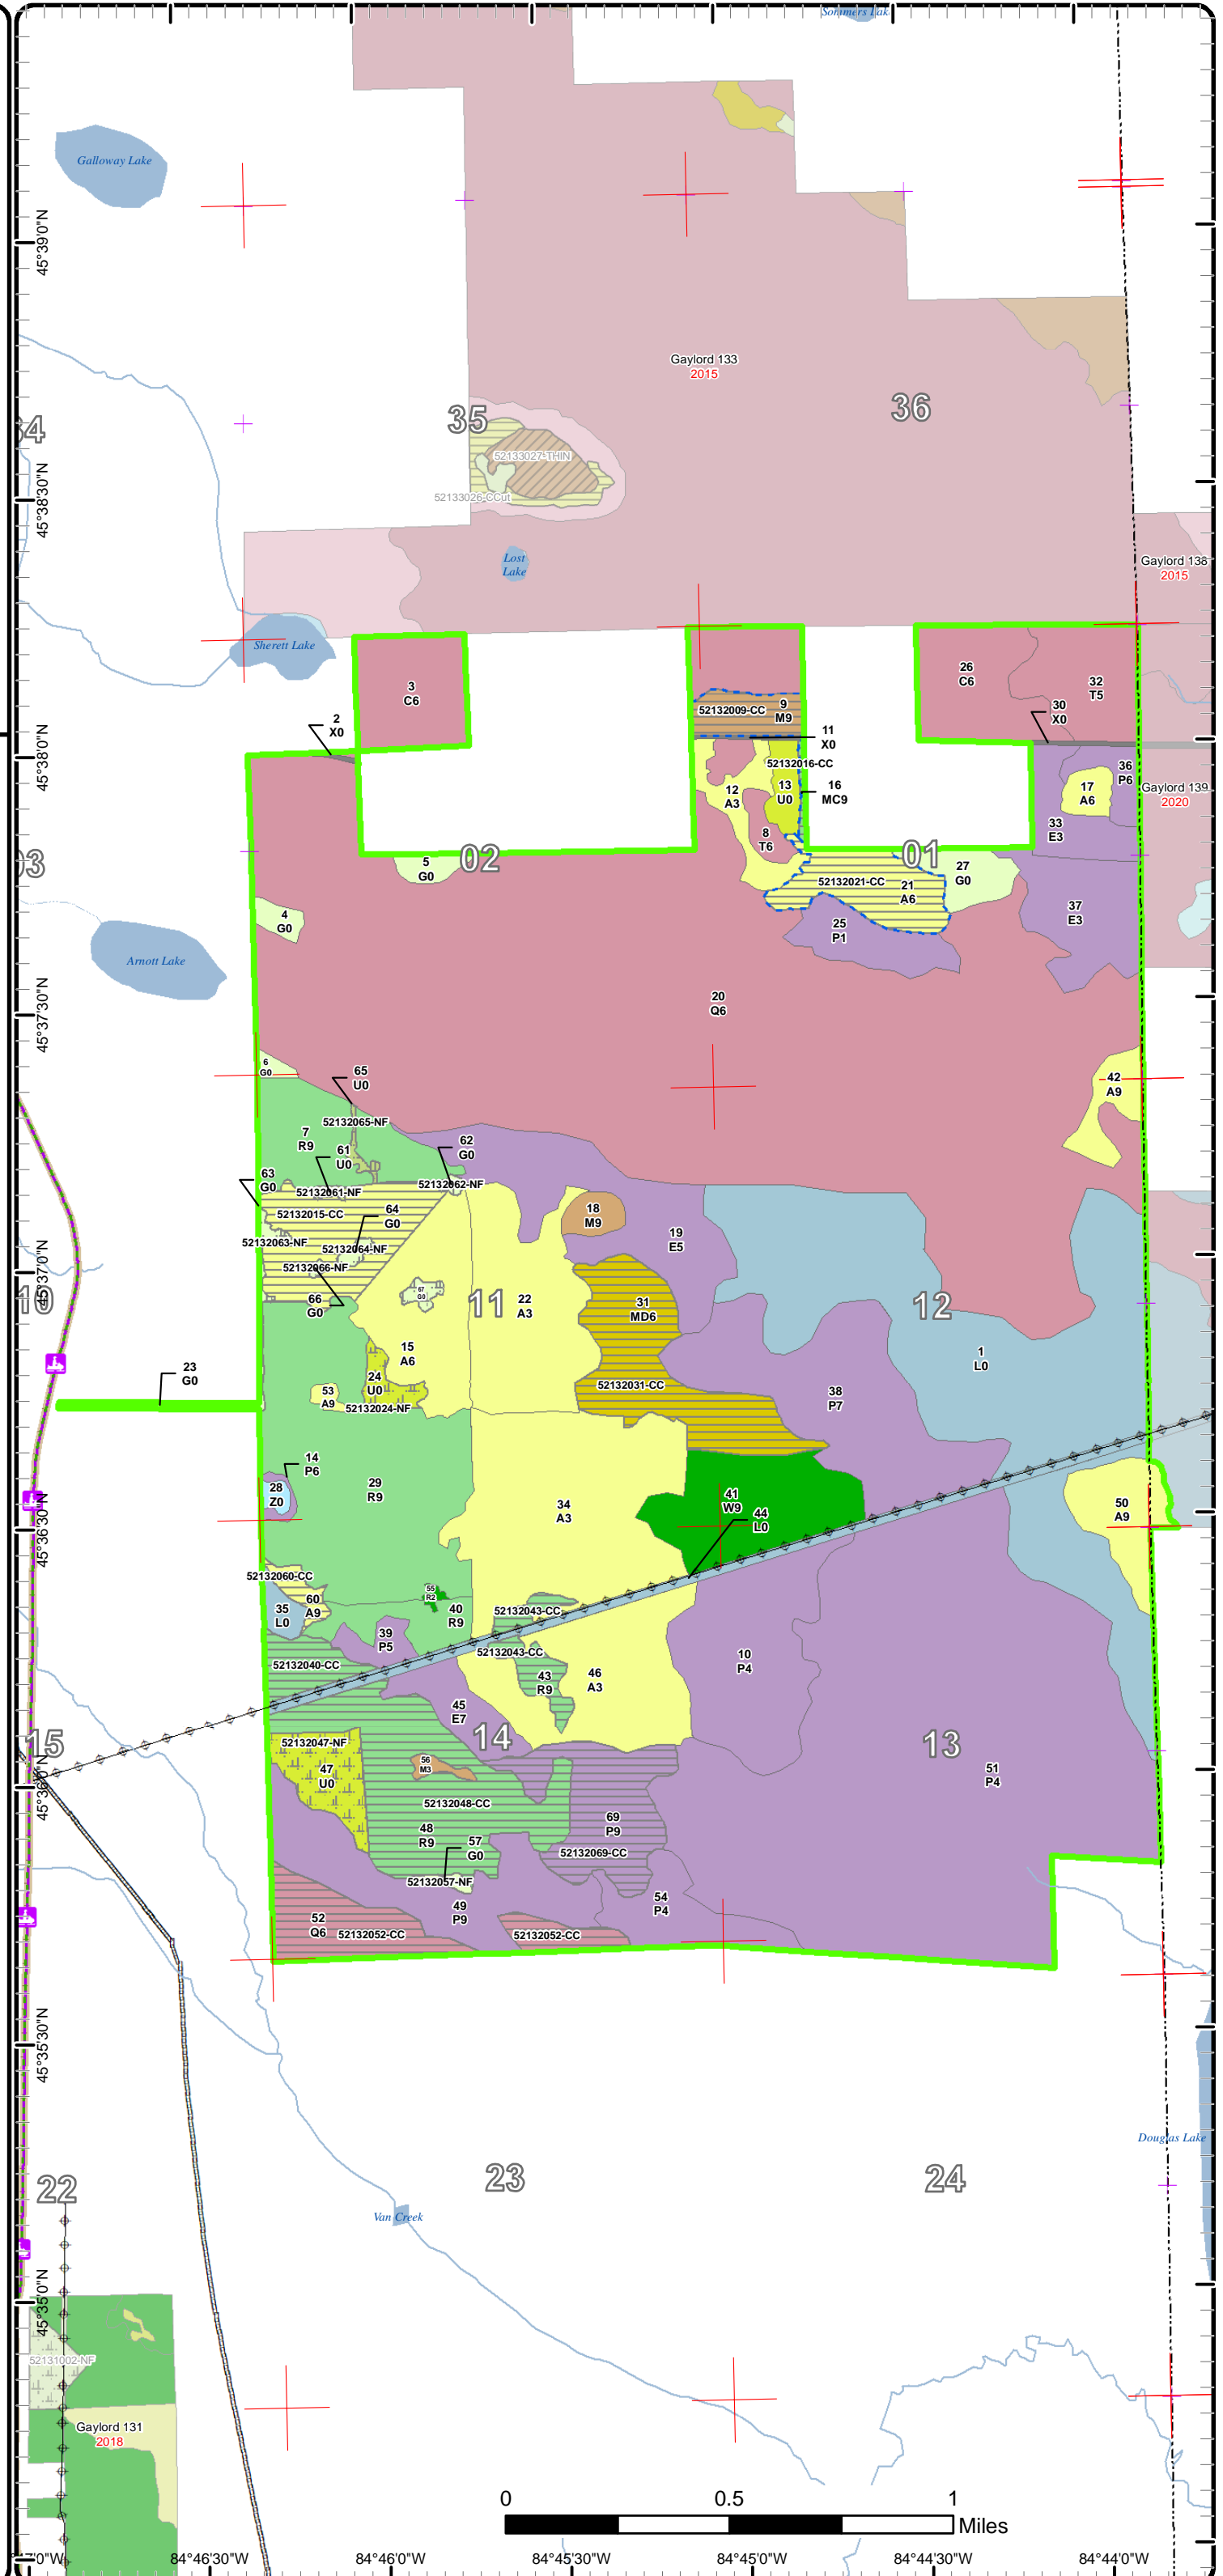 Sommers Lak
Galloway Lake
45°39'0"N
Gaylord 133
2015
35
36
34
52133027-THIN
52133026-CCut
45°38'30"N
Lost
Lake
Gaylord 138
2015
Sherett Lake
3
C6
26
C6
32
T5
52132009-CC
9
M9
2
X0
30
X0
11
X0
45°38'0"N
52132016-CC
36
P6
12
A3
13
U0
16
MC9
17
A6
Gaylord 139
2020
8
T6
33
E3
03
5
G0
02
01
27
G0
52132021-CC
21
A6
4
G0
25
P1
37
E3
Arnott Lake
20
Q6
45°37'30"N
6
G0
65
U0
42
A9
52132065-NF
7
R9
61
U0
62
G0
63
G0
52132061-NF
52132062-NF
52132015-CC
64
G0
18
M9
19
E5
52132063-NF
52132064-NF
52132066-NF
45°37'0"N
10
66
G0
67
G0
11
22
A3
31
MD6
12
15
A6
1
L0
23
G0
24
U0
53
A9
52132024-NF
52132031-CC
38
P7
14
P6
28
Z0
29
R9
34
A3
41
W9
44
L0
50
A9
45°36'30"N
52132060-CC
60
A9
35
L0
55
R2
40
R9
52132043-CC
39
P5
52132043-CC
52132040-CC
43
R9
46
A3
10
P4
45
E7
14
13
15
52132047-NF
47
U0
56
M3
51
P4
45°36'0"N
52132048-CC
69
P9
48
R9
57
G0
52132069-CC
52132057-NF
49
P9
54
P4
52
Q6
52132052-CC
52132052-CC
45°35'30"N
Douglas Lake
22
23
24
Van Creek
45°35'0"N
52131002-NF
Gaylord 131
2018
0
0.5
1
Miles
7'0"W
84°46'30"W
84°46'0"W
84°45'30"W
84°45'0"W
84°44'30"W
84°44'0"W